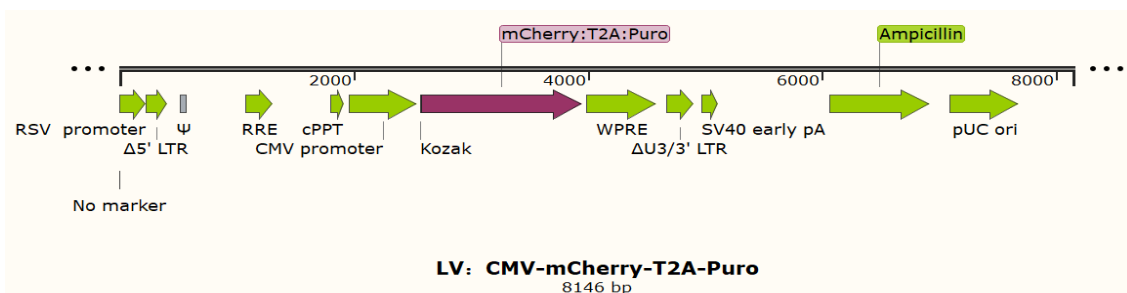 mCherry:T2A:Puro Ampicillin
2000 4000 6000 8000
RSV promoter Ψ RRE cPPT WPRE SV40 early pA pUC ori
Δ5' LTR CMV promoter Kozak ΔU3/3' LTR
No marker
LV: CMV-mCherry-T2A-Puro
8146 bp